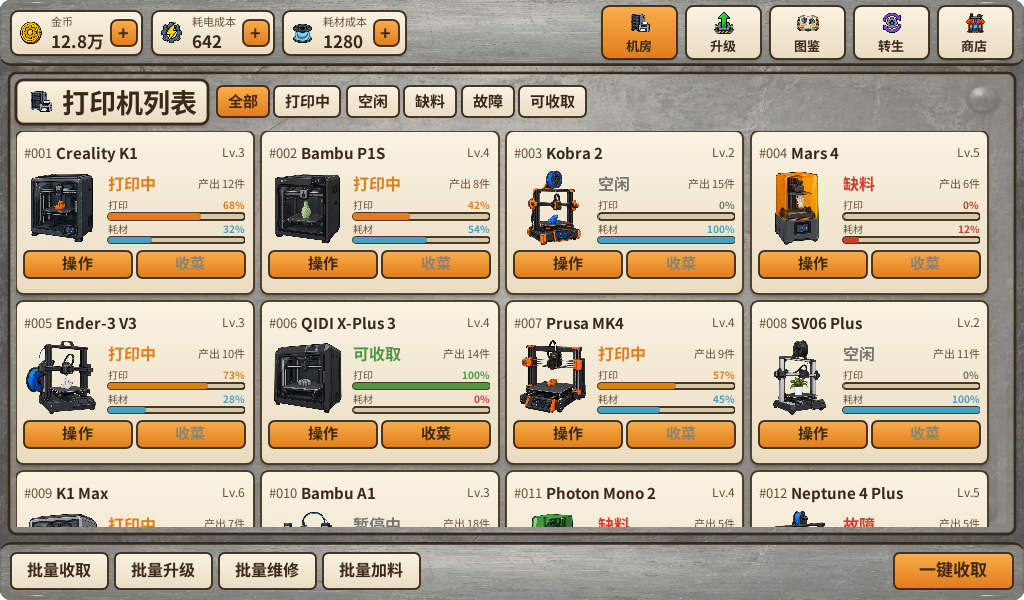 金币
12.8万
+
耗电成本
642
+
耗材成本
1280
+
机房
升级
图鉴
转生
商店
打印机列表
全部
打印中
空闲
缺料
故障
可收取
#001 Creality K1 Lv.3
打印中 产出 12件
打印 68%
耗材 32%
操作 收菜
#002 Bambu P1S Lv.4
打印中 产出 8件
打印 42%
耗材 54%
操作 收菜
#003 Kobra 2 Lv.2
空闲 产出 15件
打印 0%
耗材 100%
操作 收菜
#004 Mars 4 Lv.5
缺料 产出 6件
打印 0%
耗材 12%
操作 收菜
#005 Ender-3 V3 Lv.3
打印中 产出 10件
打印 73%
耗材 28%
操作 收菜
#006 QIDI X-Plus 3 Lv.4
可收取 产出 14件
打印 100%
耗材 0%
操作 收菜
#007 Prusa MK4 Lv.4
打印中 产出 9件
打印 57%
耗材 45%
操作 收菜
#008 SV06 Plus Lv.2
空闲 产出 11件
打印 0%
耗材 100%
操作 收菜
#009 K1 Max Lv.6
打印中 产出 7件
#010 Bambu A1 Lv.3
暂停中 产出 18件
#011 Photon Mono 2 Lv.4
缺料 产出 5件
#012 Neptune 4 Plus Lv.5
故障 产出 5件
批量收取
批量升级
批量维修
批量加料
一键收取